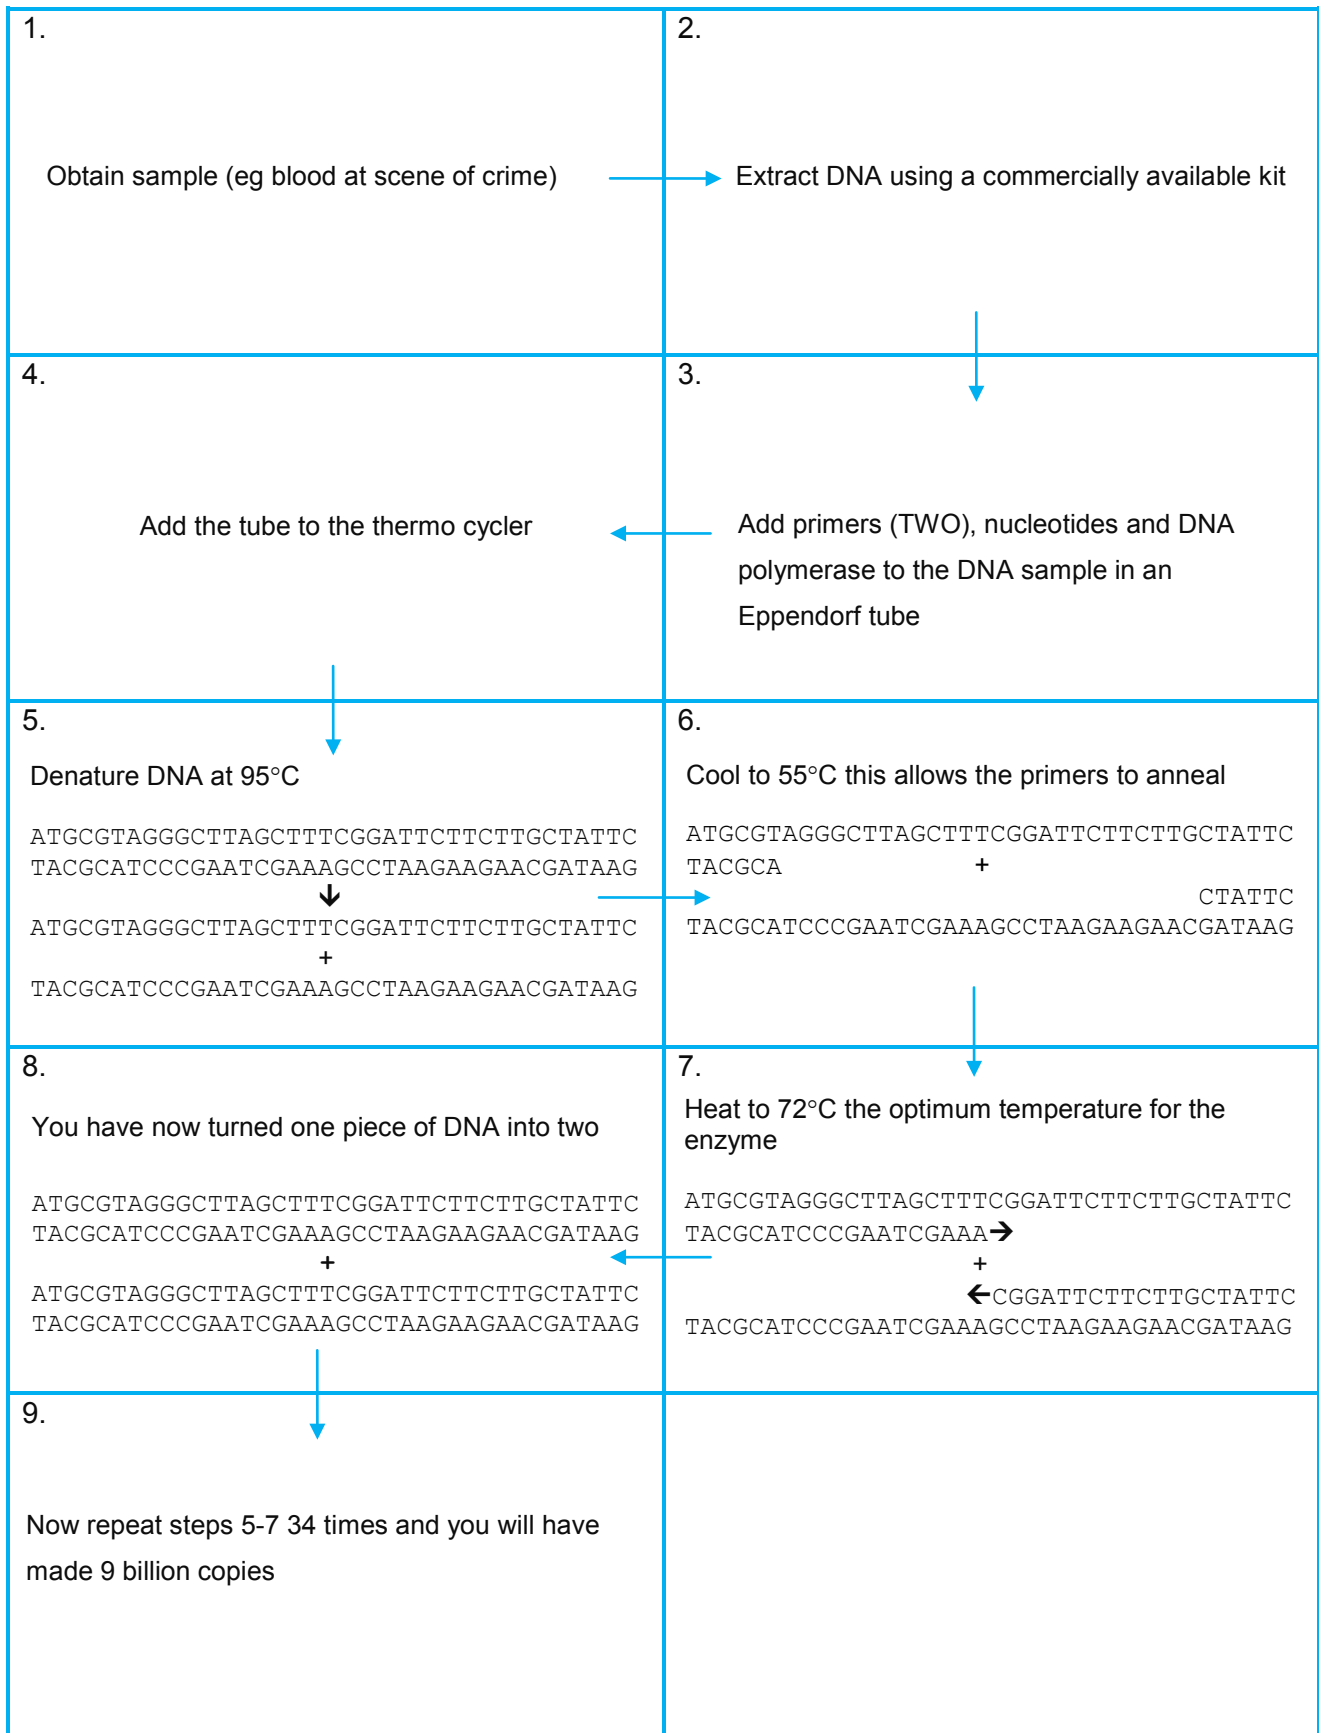 1.
Obtain sample (eg blood at scene of crime)
2.
Extract DNA using a commercially available kit
3.
Add primers (TWO), nucleotides and DNA
polymerase to the DNA sample in an
Eppendorf tube
4.
Add the tube to the thermo cycler
5.
Denature DNA at 95°C
ATGCGTAGGGCTTAGCTTTCGGATTCTTCTTGCTATTC
TACGCATCCCGAATCGAAAGCCTAAGAAGAACGATAAG
↓
ATGCGTAGGGCTTAGCTTTCGGATTCTTCTTGCTATTC
+
TACGCATCCCGAATCGAAAGCCTAAGAAGAACGATAAG
6.
Cool to 55°C this allows the primers to anneal
ATGCGTAGGGCTTAGCTTTCGGATTCTTCTTGCTATTC
TACGCA +
CTATTC
TACGCATCCCGAATCGAAAGCCTAAGAAGAACGATAAG
7.
Heat to 72°C the optimum temperature for the
enzyme
ATGCGTAGGGCTTAGCTTTCGGATTCTTCTTGCTATTC
TACGCATCCCGAATCGAAA→
+
←CGGATTCTTCTTGCTATTC
TACGCATCCCGAATCGAAAGCCTAAGAAGAACGATAAG
8.
You have now turned one piece of DNA into two
ATGCGTAGGGCTTAGCTTTCGGATTCTTCTTGCTATTC
TACGCATCCCGAATCGAAAGCCTAAGAAGAACGATAAG
+
ATGCGTAGGGCTTAGCTTTCGGATTCTTCTTGCTATTC
TACGCATCCCGAATCGAAAGCCTAAGAAGAACGATAAG
9.
Now repeat steps 5-7 34 times and you will have
made 9 billion copies